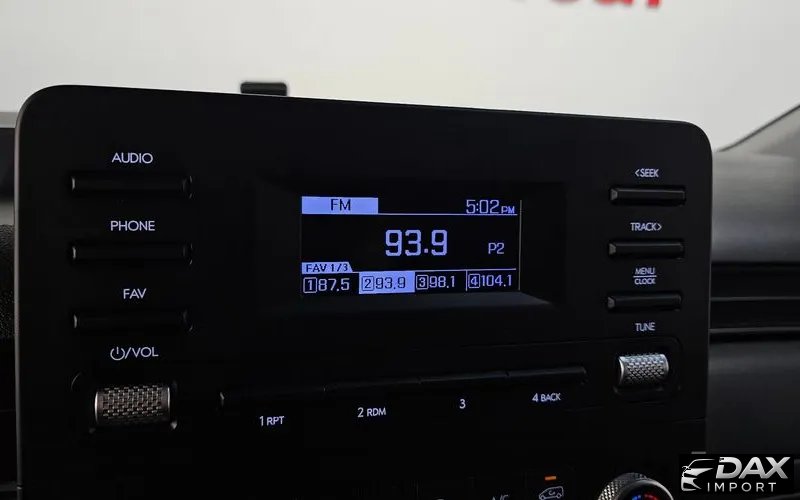 AUDIO
PHONE
FAV
/VOL
FM 5:02 PM
93.9 P2
FAV 1/3
1 87.5 2 93.9 3 98.1 4 104.1
1 RPT 2 RDM 3 4 BACK
<SEEK
TRACK>
MENU
CLOCK
TUNE
DAX
IMPORT